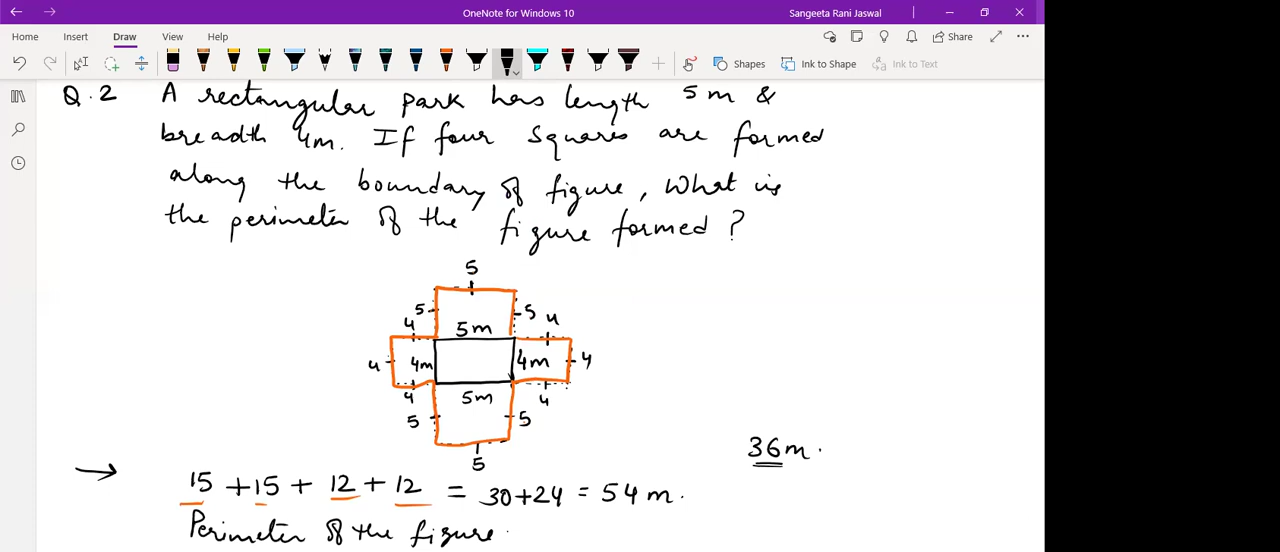 OneNote for Windows 10
Sangeeta Rani Jaswal
Home Insert Draw View Help
Share
Shapes Ink to Shape Ink to Text
Q.2 A rectangular park has length 5 m &
breadth 4m. If four squares are formed
along the boundary of figure, What is
the perimeter of the figure formed?
5
5 5
4 5m 4
4 4m 4m 4
4 5m 4
5 5
5
36m.
→ 15 + 15 + 12 + 12 = 30+24 = 54 m.
Perimeter of the figure.